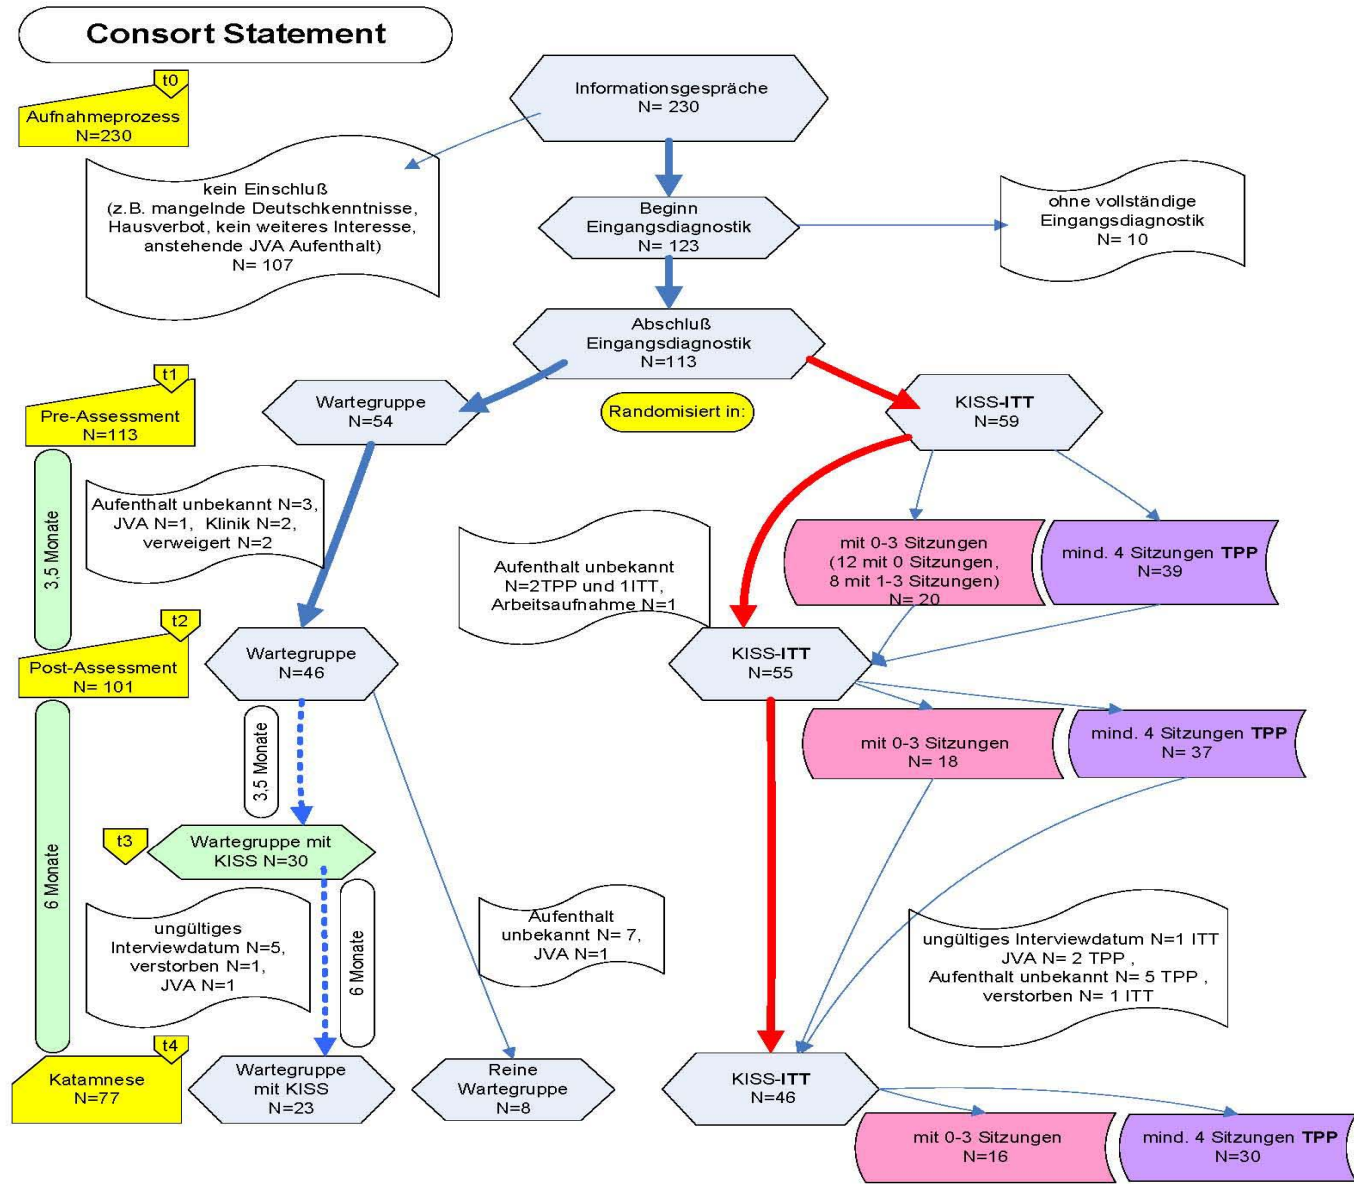 Consort Statement
t0
Aufnahmeprozess
N=230
Informationsgespräche
N= 230
kein Einschluß
(z.B. mangelnde Deutschkenntnisse,
Hausverbot, kein weiteres Interesse,
anstehende JVA Aufenthalt)
N= 107
Beginn
Eingangsdiagnostik
N= 123
ohne vollständige
Eingangsdiagnostik
N= 10
Abschluß
Eingangsdiagnostik
N=113
t1
Pre-Assessment
N=113
Wartegruppe
N=54
Randomisiert in:
KISS-ITT
N=59
3,5 Monate
Aufenthalt unbekannt N=3,
JVA N=1, Klinik N=2,
verweigert N=2
Aufenthalt unbekannt
N=2TPP und 1ITT,
Arbeitsaufnahme N=1
mit 0-3 Sitzungen
(12 mit 0 Sitzungen,
8 mit 1-3 Sitzungen)
N= 20
mind. 4 Sitzungen TPP
N=39
t2
Post-Assessment
N= 101
Wartegruppe
N=46
KISS-ITT
N=55
3,5 Monate
mit 0-3 Sitzungen
N= 18
mind. 4 Sitzungen TPP
N= 37
6 Monate
t3
Wartegruppe mit
KISS N=30
ungültiges
Interviewdatum N=5,
verstorben N=1,
JVA N=1
6 Monate
Aufenthalt
unbekannt N= 7,
JVA N=1
ungültiges Interviewdatum N=1 ITT
JVA N= 2 TPP ,
Aufenthalt unbekannt N= 5 TPP ,
verstorben N= 1 ITT
t4
Katamnese
N=77
Wartegruppe
mit KISS
N=23
Reine
Wartegruppe
N=8
KISS-ITT
N=46
mit 0-3 Sitzungen
N=16
mind. 4 Sitzungen TPP
N=30